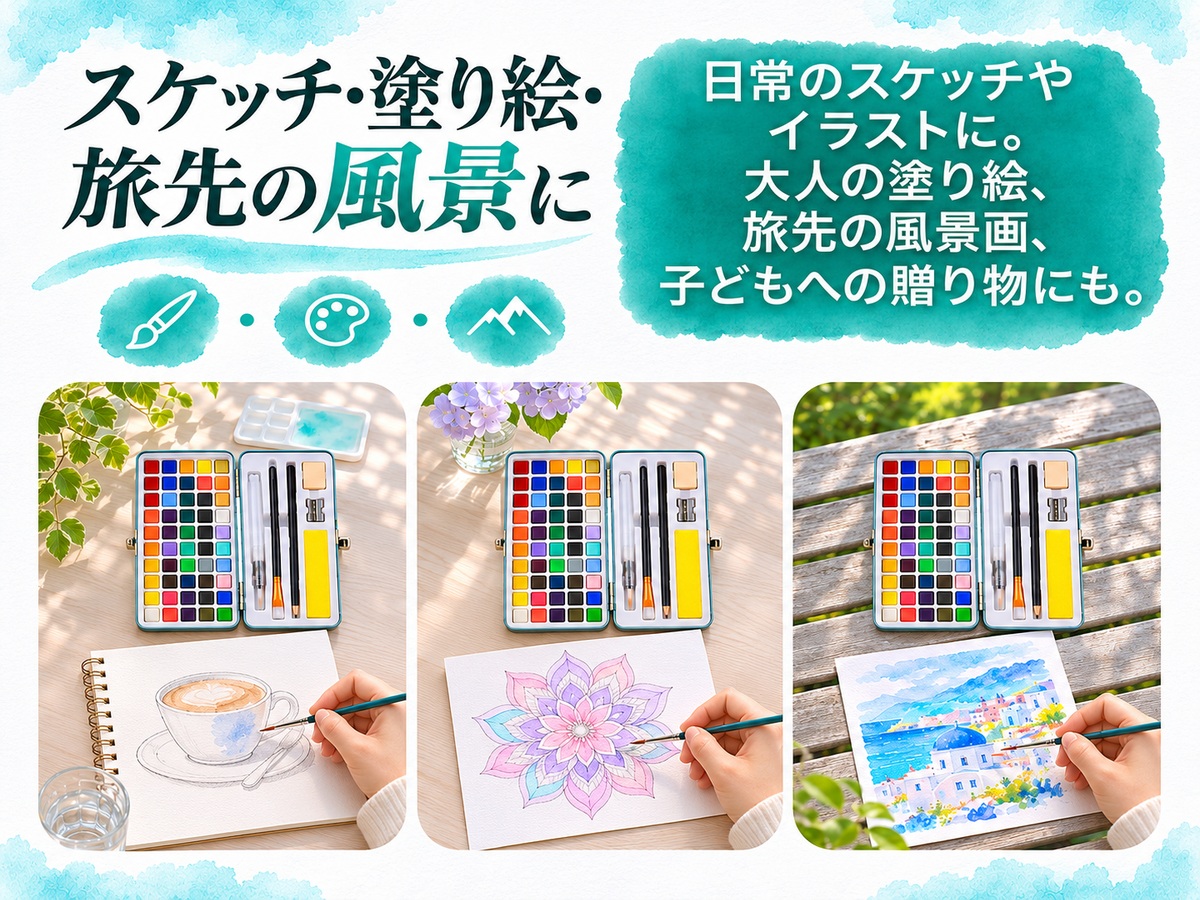 スケッチ・塗り絵・
旅先の風景に
日常のスケッチや
イラストに。
大人の塗り絵、
旅先の風景画、
子どもへの贈り物にも。